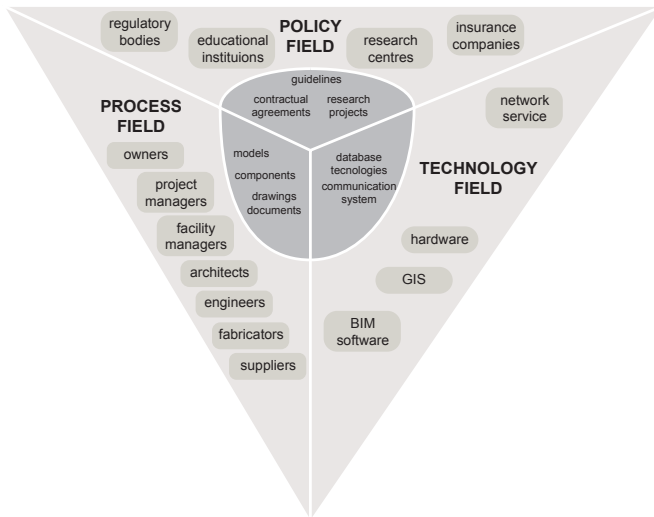 regulatory
bodies
educational
instituions
POLICY
FIELD
research
centres
insurance
companies
guidelines
contractual
agreements
research
projects
PROCESS
FIELD
owners
project
managers
facility
managers
architects
engineers
fabricators
suppliers
models
components
drawings
documents
database
tecnologies
communication
system
network
service
TECHNOLOGY
FIELD
hardware
GIS
BIM
software